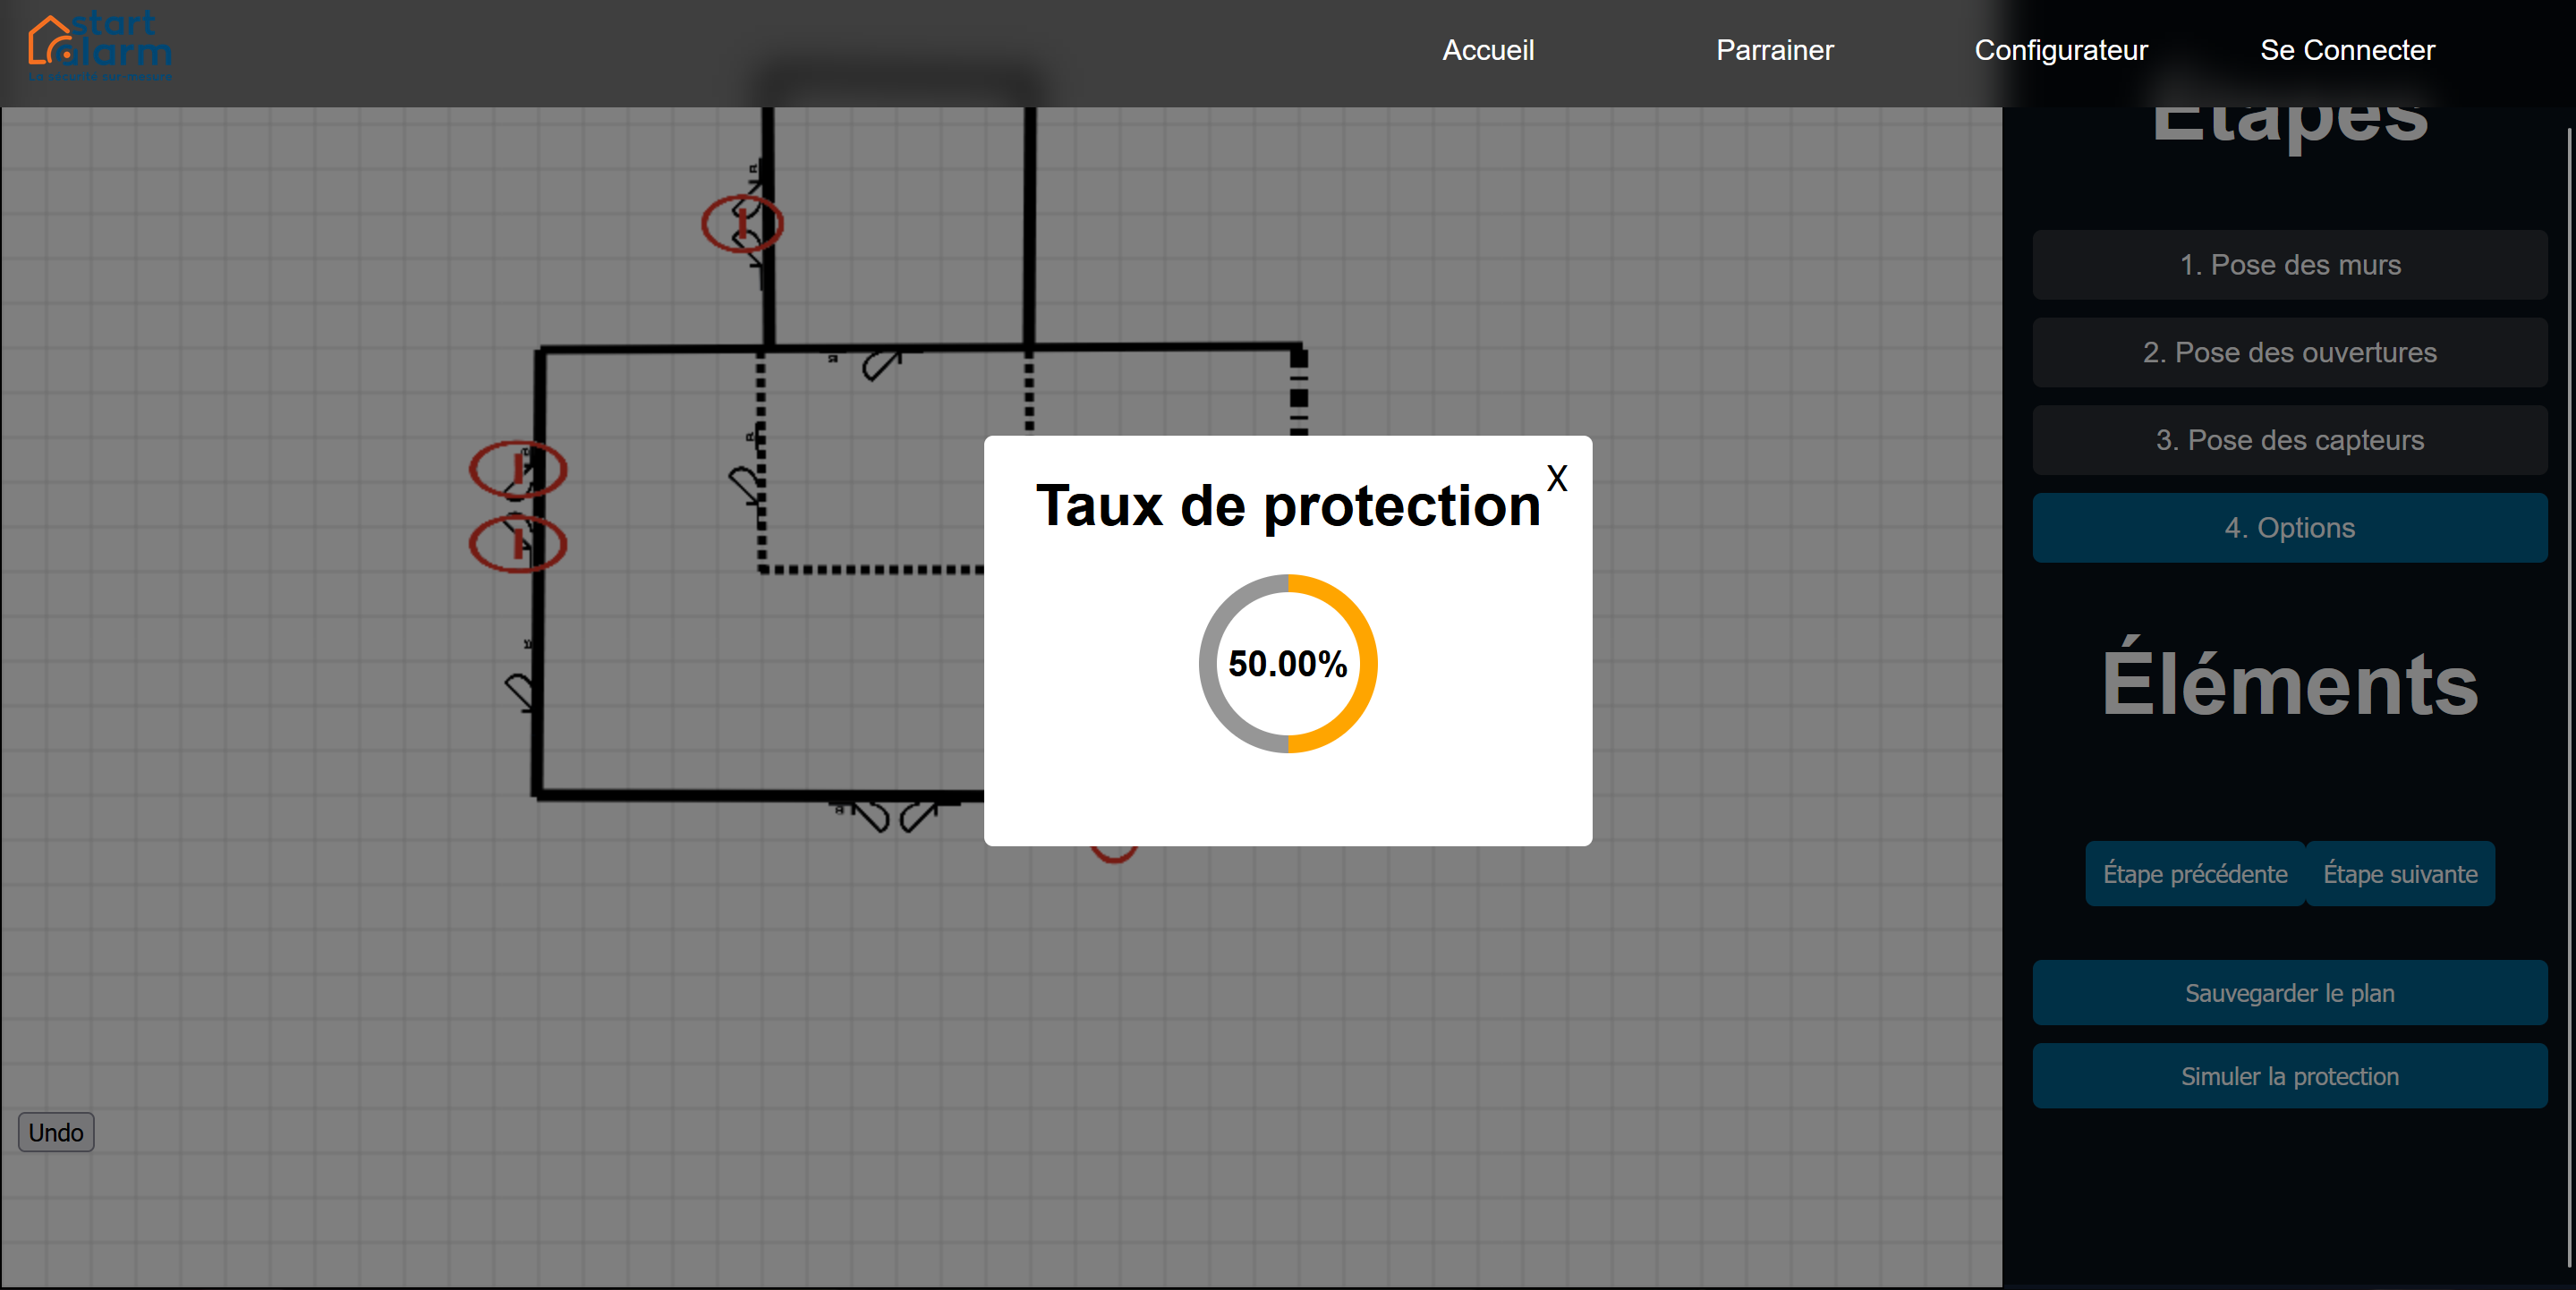 start
alarm
La sécurité sur-mesure
Accueil
Parrainer
Configurateur
Se Connecter
Étapes
1. Pose des murs
2. Pose des ouvertures
3. Pose des capteurs
4. Options
Taux de protection
X
50.00%
Éléments
Étape précédente
Étape suivante
Sauvegarder le plan
Simuler la protection
Undo